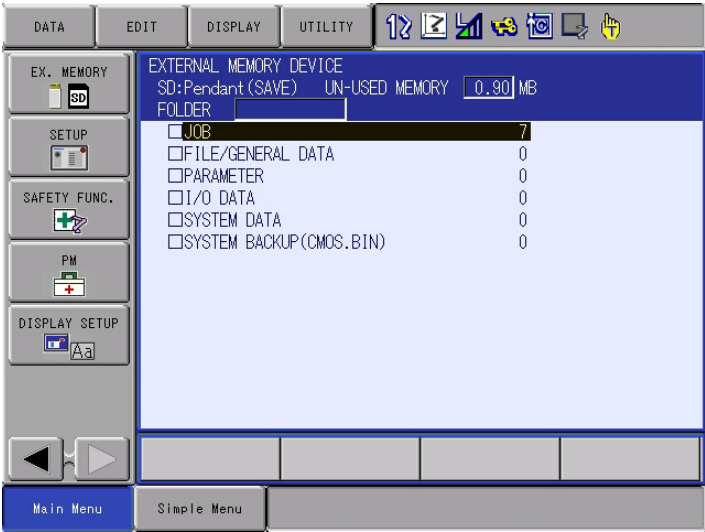 DATA EDIT DISPLAY UTILITY
EX. MEMORY
SD
SETUP
SAFETY FUNC.
PM
DISPLAY SETUP
Aa
EXTERNAL MEMORY DEVICE
SD:Pendant(SAVE) UN-USED MEMORY 0.90 MB
FOLDER
JOB 7
FILE/GENERAL DATA 0
PARAMETER 0
I/O DATA 0
SYSTEM DATA 0
SYSTEM BACKUP(CMOS.BIN) 0
Main Menu Simple Menu